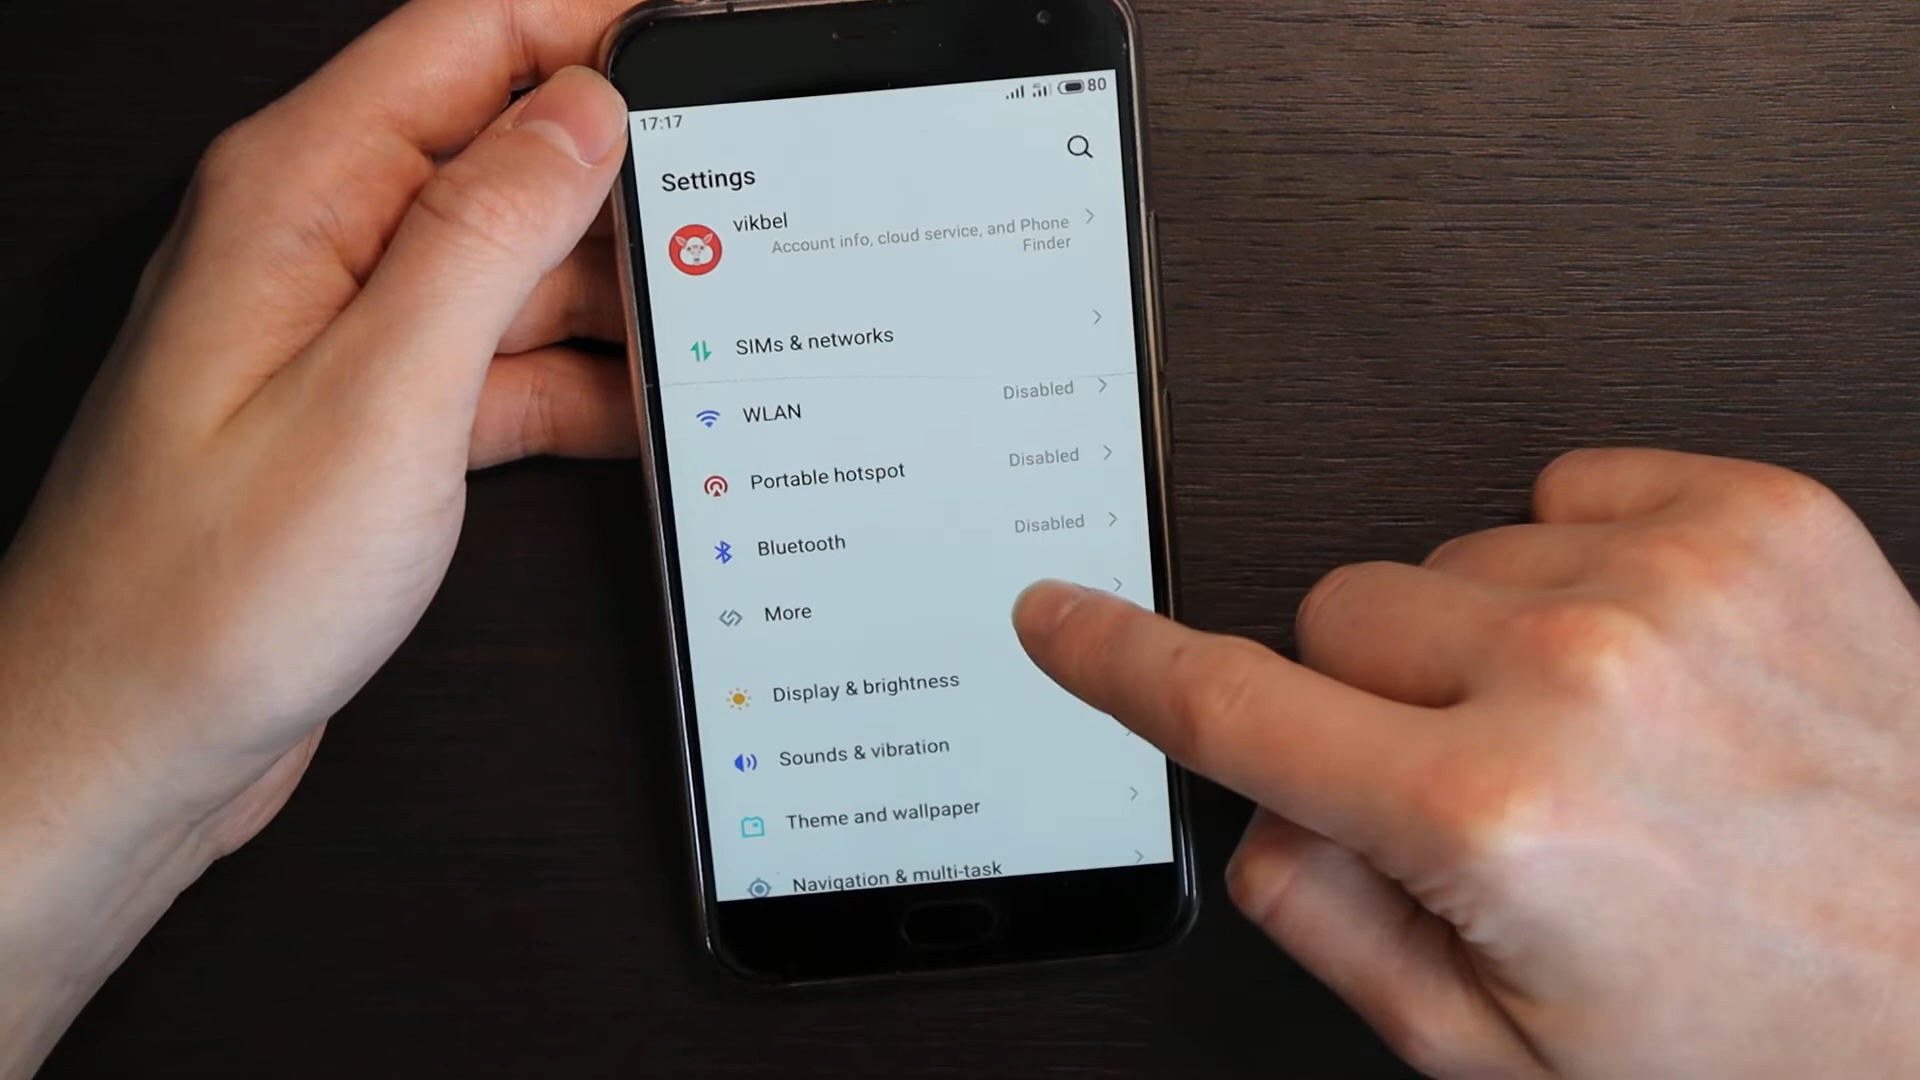 17:17
80
Settings
vikbel
Account info, cloud service, and Phone
Finder
SIMs & networks
WLAN
Disabled
Portable hotspot
Disabled
Bluetooth
Disabled
More
Display & brightness
Sounds & vibration
Theme and wallpaper
Navigation & multi-task